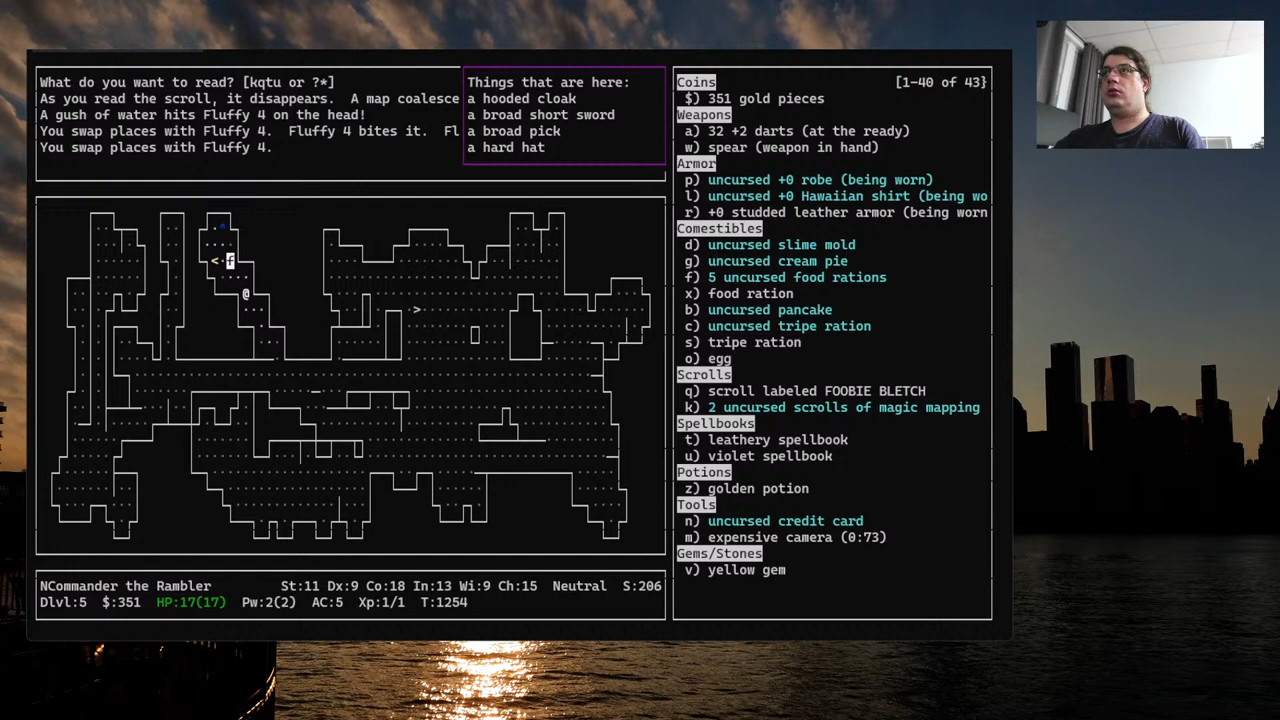 What do you want to read? [kqtu or ?*]
As you read the scroll, it disappears.  A map coalesce
A gush of water hits Fluffy 4 on the head!
You swap places with Fluffy 4.  Fluffy 4 bites it.  Fl
You swap places with Fluffy 4.
Things that are here:
a hooded cloak
a broad short sword
a broad pick
a hard hat
<·f
@
>
NCommander the Rambler St:11 Dx:9 Co:18 In:13 Wi:9 Ch:15 Neutral S:206
Dlvl:5 $:351 HP:17(17) Pw:2(2) AC:5 Xp:1/1 T:1254
Coins [1-40 of 43}
$) 351 gold pieces
Weapons
a) 32 +2 darts (at the ready)
w) spear (weapon in hand)
Armor
p) uncursed +0 robe (being worn)
l) uncursed +0 Hawaiian shirt (being wo
r) +0 studded leather armor (being worn
Comestibles
d) uncursed slime mold
g) uncursed cream pie
f) 5 uncursed food rations
x) food ration
b) uncursed pancake
c) uncursed tripe ration
s) tripe ration
o) egg
Scrolls
q) scroll labeled FOOBIE BLETCH
k) 2 uncursed scrolls of magic mapping
Spellbooks
t) leathery spellbook
u) violet spellbook
Potions
z) golden potion
Tools
n) uncursed credit card
m) expensive camera (0:73)
Gems/Stones
v) yellow gem